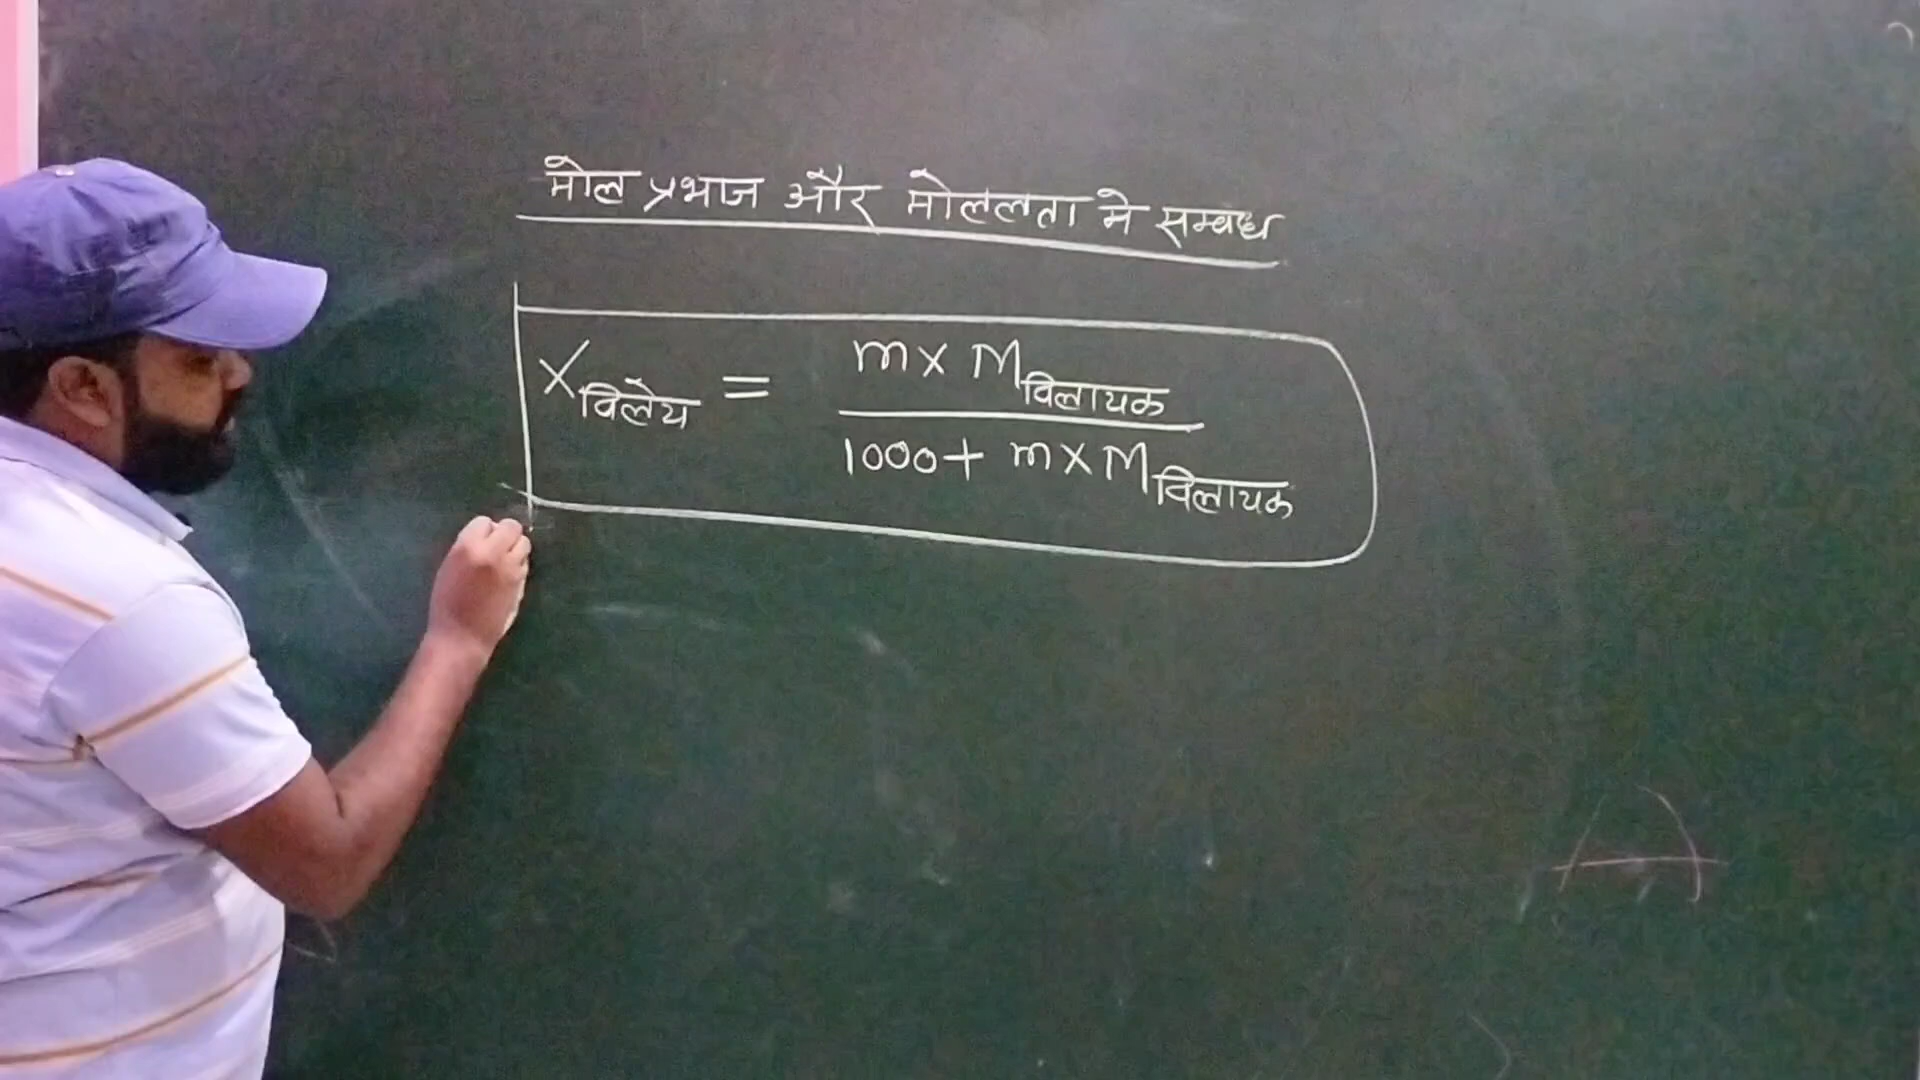 मोल प्रभाज और मोललता मे सम्बंध
X विलेय = m x M विलायक / 1000 + m x M विलायक